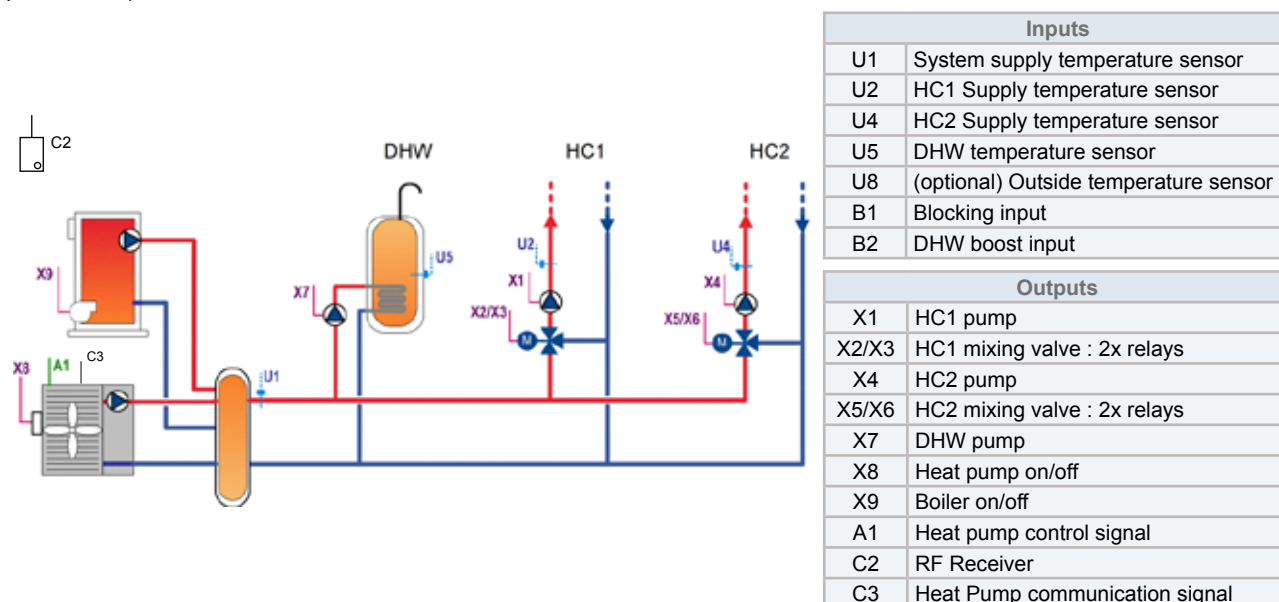 C2
DHW
HC1
HC2
X9
U5
X7
U2
X1
X2/X3
U4
X4
X5/X6
M
M
X8
A1
C3
U1
Inputs
U1 System supply temperature sensor
U2 HC1 Supply temperature sensor
U4 HC2 Supply temperature sensor
U5 DHW temperature sensor
U8 (optional) Outside temperature sensor
B1 Blocking input
B2 DHW boost input
Outputs
X1 HC1 pump
X2/X3 HC1 mixing valve : 2x relays
X4 HC2 pump
X5/X6 HC2 mixing valve : 2x relays
X7 DHW pump
X8 Heat pump on/off
X9 Boiler on/off
A1 Heat pump control signal
C2 RF Receiver
C3 Heat Pump communication signal